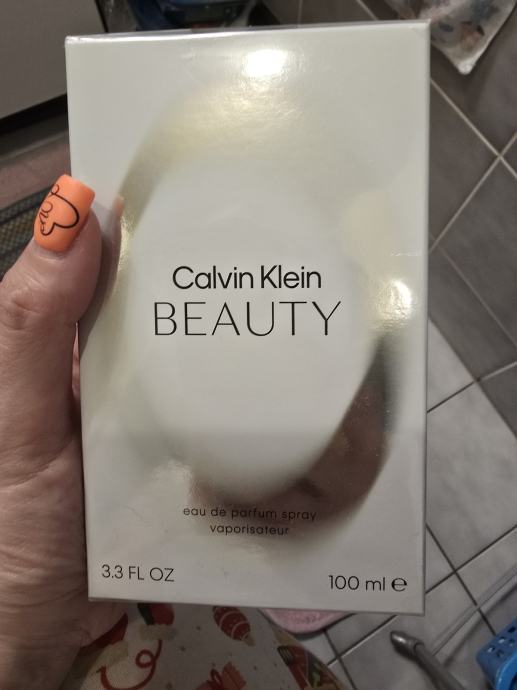 Calvin Klein
BEAUTY
eau de parfum spray
vaporisateur
3.3 FL OZ
100 ml ℮